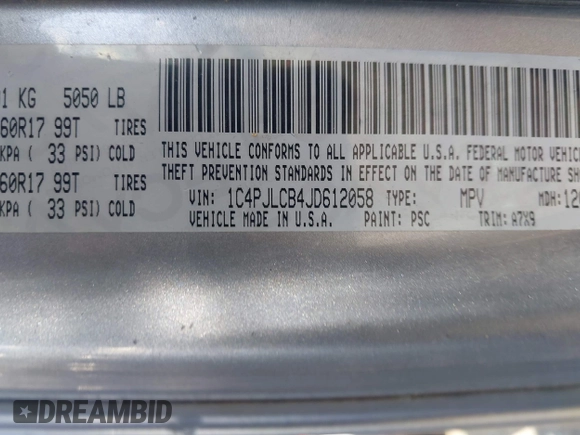 KG 5050 LB
60R17 99T TIRES
KPA ( 33 PSI) COLD
60R17 99T TIRES
KPA ( 33 PSI) COLD
THIS VEHICLE CONFORMS TO ALL APPLICABLE U.S.A. FEDERAL MOTOR VEHIC
THEFT PREVENTION STANDARDS IN EFFECT ON THE DATE OF MANUFACTURE SH
VIN: 1C4PJLCB4JD612058 TYPE: MPV MDH: 12
VEHICLE MADE IN U.S.A. PAINT: PSC TRIM: A7X9
DREAMBID